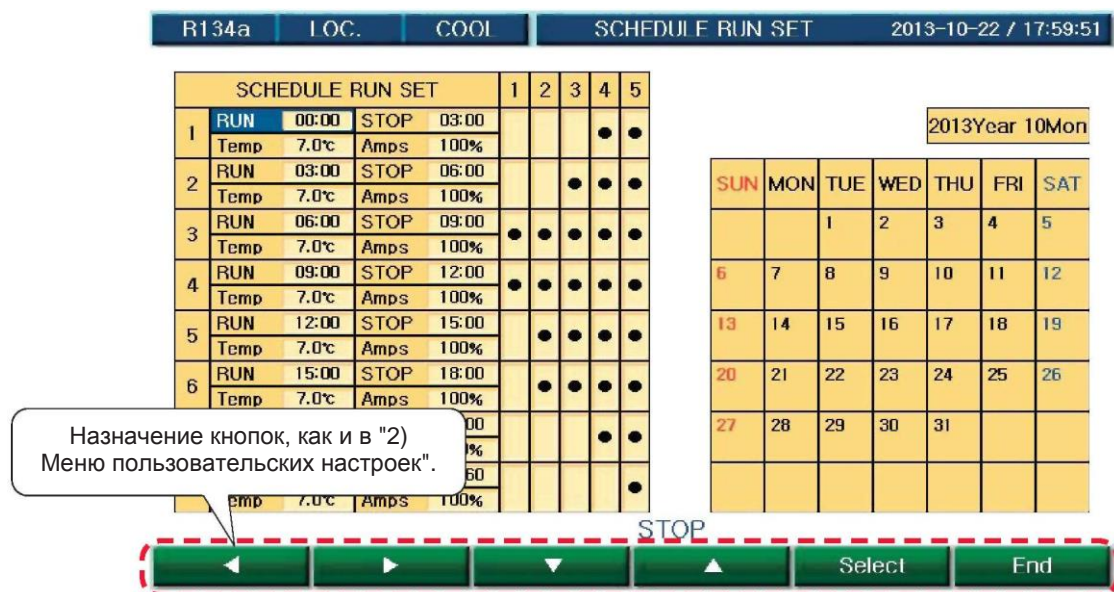 R134a LOC. COOL SCHEDULE RUN SET 2013-10-22 / 17:59:51
SCHEDULE RUN SET 1 2 3 4 5
1 RUN 00:00 STOP 03:00
Temp 7.0℃ Amps 100%
2 RUN 03:00 STOP 06:00
Temp 7.0℃ Amps 100%
3 RUN 06:00 STOP 09:00
Temp 7.0℃ Amps 100%
4 RUN 09:00 STOP 12:00
Temp 7.0℃ Amps 100%
5 RUN 12:00 STOP 15:00
Temp 7.0℃ Amps 100%
6 RUN 15:00 STOP 18:00
Temp 7.0℃ Amps 100%
Назначение кнопок, как и в "2)
Меню пользовательских настроек".
7.0℃ Amps 100%
2013Year 10Mon
SUN MON TUE WED THU FRI SAT
1 2 3 4 5
6 7 8 9 10 11 12
13 14 15 16 17 18 19
20 21 22 23 24 25 26
27 28 29 30 31
STOP
◀ ▶ ▼ ▲ Select End